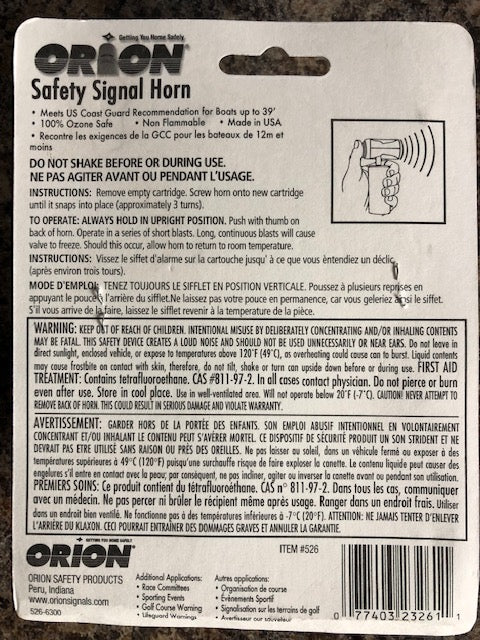 Getting You Home Safely
ORION
Safety Signal Horn
• Meets US Coast Guard Recommendation for Boats up to 39'
• 100% Ozone Safe • Non Flammable • Made in USA
• Recontre les exigences de la GCC pour les bateaux de 12m et
moins
DO NOT SHAKE BEFORE OR DURING USE.
NE PAS AGITER AVANT OU PENDANT L'USAGE.
INSTRUCTIONS: Remove empty cartridge. Screw horn onto new cartridge
until it snaps into place (approximately 3 turns).
TO OPERATE: ALWAYS HOLD IN UPRIGHT POSITION. Push with thumb on
back of horn. Operate in a series of short blasts. Long, continuous blasts will cause
valve to freeze. Should this occur, allow horn to return to room temperature.
INSTRUCTIONS: Vissez le siffet d'alarme sur la cartouche jusqu' à ce que vous èntendiez un déclic
(après environ trois tours).
MODE D'EMPLOI: TENEZ TOUJOURS LE SIFFLET EN POSITION VERTICALE. Poussez à plusieurs reprises en
appuyant le pouce à l'arrière du sifflet.Ne laissez pas votre pouce en permanence, car vous geleriez ainsi le siffet.
S'il vous arrive de faire, laissez le siffet revenir à la temperature de la pièce.
WARNING: KEEP OUT OF REACH OF CHILDREN. INTENTIONAL MISUSE BY DELIBERATELY CONCENTRATING AND/OR INHALING CONTENTS
MAY BE FATAL. THIS SAFETY DEVICE CREATES A LOUD NOISE AND SHOULD NOT BE USED UNNECESSARILY OR NEAR EARS. Do not leave in
direct sunlight, enclosed vehicle, or expose to temperatures above 120°F (49°C), as overheating could cause can to burst. Liquid contents
may cause frostbite on contact with skin, therefore, do not tilt, shake or turn can upside down before or during use. FIRST AID
TREATMENT: Contains tetrafluoroethane. CAS #811-97-2. In all cases contact physician. Do not pierce or burn
even after use. Store in cool place. Use in well-ventilated area. Will not operate below 20°F (-7°C). CAUTION! NEVER ATTEMPT TO
REMOVE BACK OF HORN. THIS COULD RESULT IN SERIOUS DAMAGE AND VIOLATE WARRANTY.
AVERTISSEMENT: GARDER HORS DE LA PORTÉE DES ENFANTS. SON EMPLOI ABUSIF INTENTIONNEL EN VOLONTAIREMENT
CONCENTRANT ET/OU INHALANT LE CONTENU PEUT S'AVÉRER MORTEL. CE DISPOSITIF DE SÉCURITÉ PRODUIT UN SON STRIDENT ET NE
DEVRAIT PAS ETRE UTILISÉ SANS RAISON OU PRÈS DES OREILLES. Ne pas laisser au soleil, dans un véhicule fermé ou exposer à des
températures supérieures à 49°C (120°F) puisqu'une surchauffe risque de faire exploser la canette. Le contenu liquide peut causer des
engelures s'il entre en contact avec la peau; par conséquent, ne pas incliner, agiter ou inverser la canette avant ou pendant son utilisation.
PREMIERS SOINS: Ce produit contient du tétrafluoroéthane. CAS n° 811-97-2. Dans tous les cas, communiquer
avec un médecin. Ne pas percer ni brûler le récipient même après usage. Ranger dans un endroit frais. Utiliser
dans un endroit bien ventilé. Ne fonctionne pas à des températures inférieures à -7°C (20°F). ATTENTION: NE JAMAIS TENTER D'ENLEVER
L'ARRIÈRE DU KLAXON. CECI POURRAIT ENTRAÎNER DES DOMMAGES GRAVES ET ANNULER LA GARANTIE.
GETTING YOU HOME SAFELY
ORION
ITEM #526
ORION SAFETY PRODUCTS
Peru, Indiana
www.orionsignals.com
526-6300
Additional Applications:
• Race Committees
• Sporting Events
• Golf Course Warning
• Lifeguard Warnings
Autres applications:
• Organisation de course
• Évènements Sportif
• Signalisation sur les terrains de golf
• Avertisseur our sauveteur
0 77403 23261 1